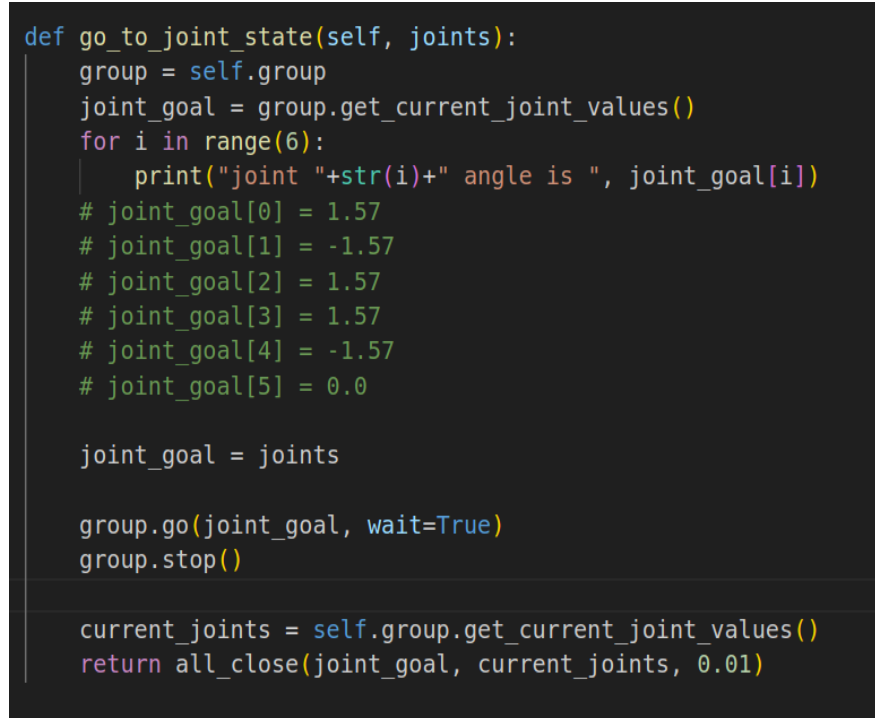 def go_to_joint_state(self, joints):
    group = self.group
    joint_goal = group.get_current_joint_values()
    for i in range(6):
        print("joint "+str(i)+" angle is ", joint_goal[i])
    # joint_goal[0] = 1.57
    # joint_goal[1] = -1.57
    # joint_goal[2] = 1.57
    # joint_goal[3] = 1.57
    # joint_goal[4] = -1.57
    # joint_goal[5] = 0.0

    joint_goal = joints

    group.go(joint_goal, wait=True)
    group.stop()

    current_joints = self.group.get_current_joint_values()
    return all_close(joint_goal, current_joints, 0.01)